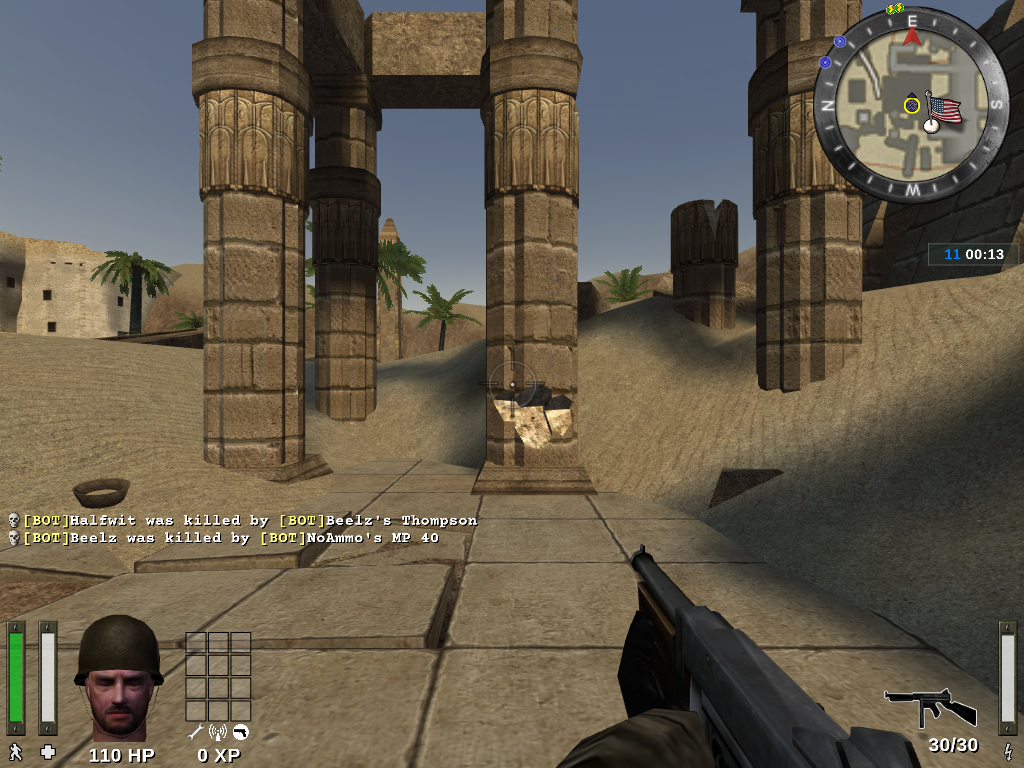 E
N
S
W
11 00:13
[BOT]Halfwit was killed by [BOT]Beelz's Thompson
[BOT]Beelz was killed by [BOT]NoAmmo's MP 40
110 HP
0 XP
30/30